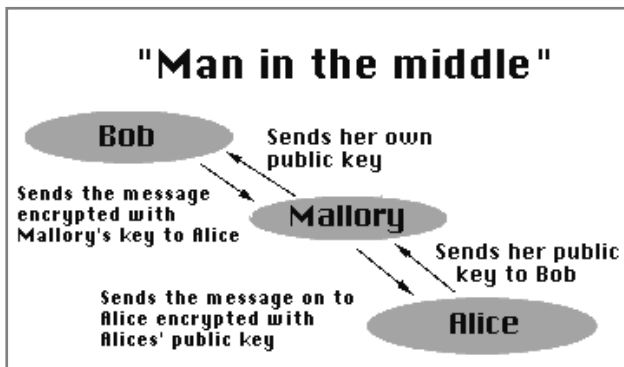 "Man in the middle"
Bob
Sends her own
public key
Sends the message
encrypted with
Mallory's key to Alice
Mallory
Sends her public
key to Bob
Sends the message on to
Alice encrypted with
Alices' public key
Alice